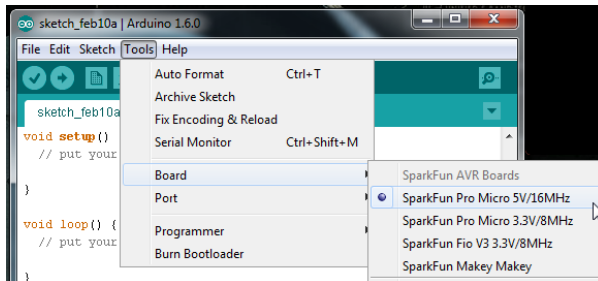 sketch_feb10a | Arduino 1.6.0
File Edit Sketch Tools Help
sketch_feb10a
void setup()
// put your
}
void loop() {
// put your
}
Auto Format Ctrl+T
Archive Sketch
Fix Encoding & Reload
Serial Monitor Ctrl+Shift+M
Board
Port
Programmer
Burn Bootloader
SparkFun AVR Boards
SparkFun Pro Micro 5V/16MHz
SparkFun Pro Micro 3.3V/8MHz
SparkFun Fio V3 3.3V/8MHz
SparkFun Makey Makey